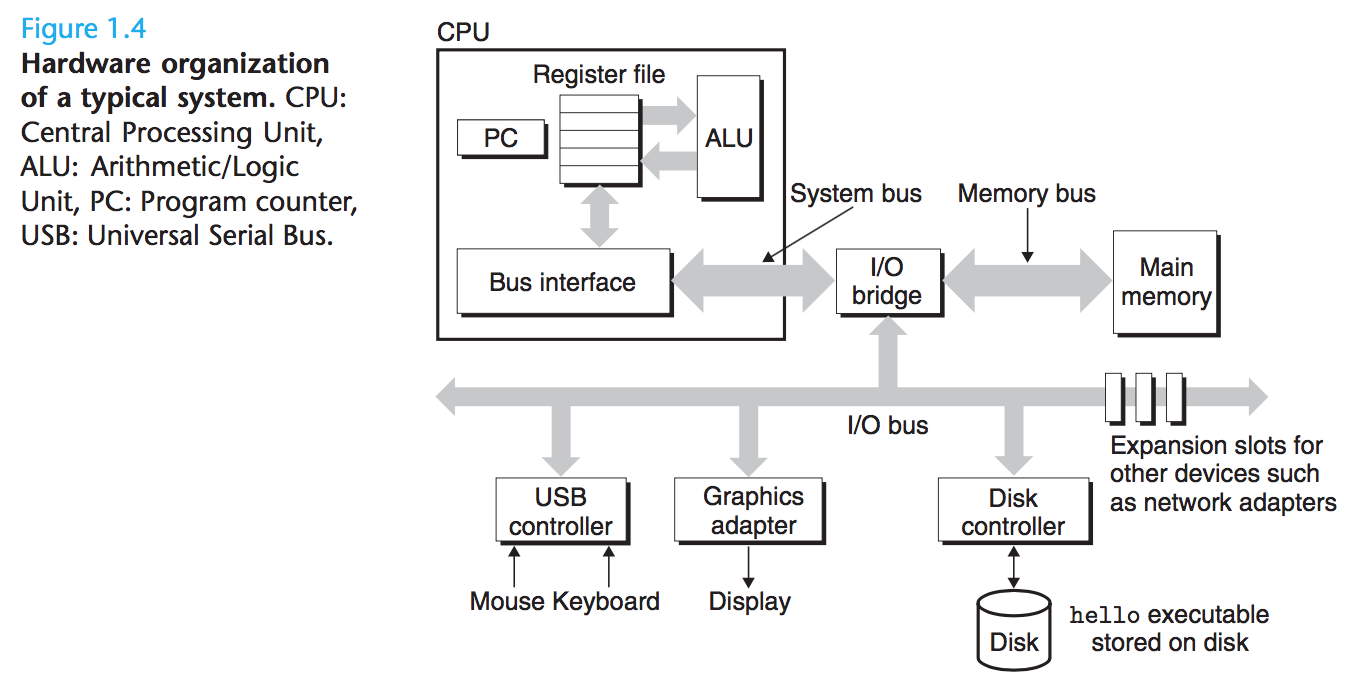 Figure 1.4
Hardware organization
of a typical system. CPU:
Central Processing Unit,
ALU: Arithmetic/Logic
Unit, PC: Program counter,
USB: Universal Serial Bus.
CPU
Register file
PC
ALU
System bus
Memory bus
Bus interface
I/O
bridge
Main
memory
I/O bus
Expansion slots for
other devices such
as network adapters
USB
controller
Graphics
adapter
Disk
controller
Mouse Keyboard
Display
Disk
hello executable
stored on disk